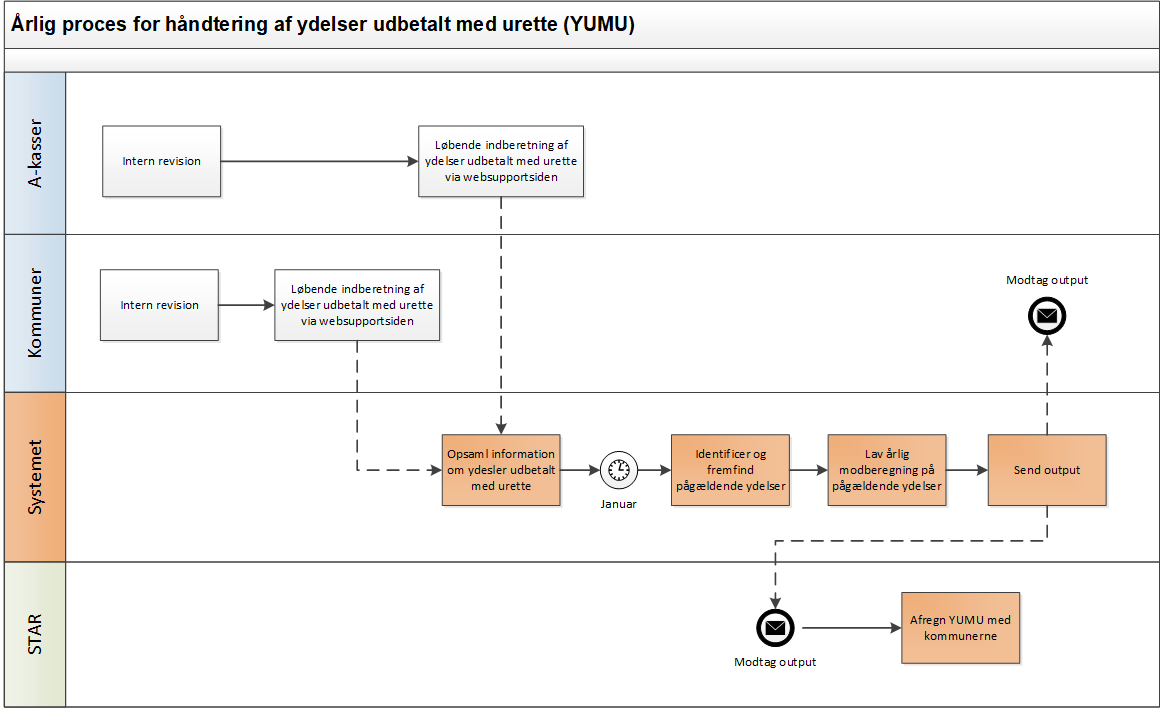 Årlig proces for håndtering af ydelser udbetalt med urette (YUMU)
A-kasser
Intern revision
Løbende indberetning af
ydelser udbetalt med urette
via websupportsiden
Kommuner
Intern revision
Løbende indberetning af
ydelser udbetalt med urette
via websupportsiden
Modtag output
Systemet
Opsaml information
om ydesler udbetalt
med urette
Januar
Identificer og
fremfind
pågældende ydelser
Lav årlig
modberegning på
pågældende ydelser
Send output
STAR
Modtag output
Afregn YUMU med
kommunerne